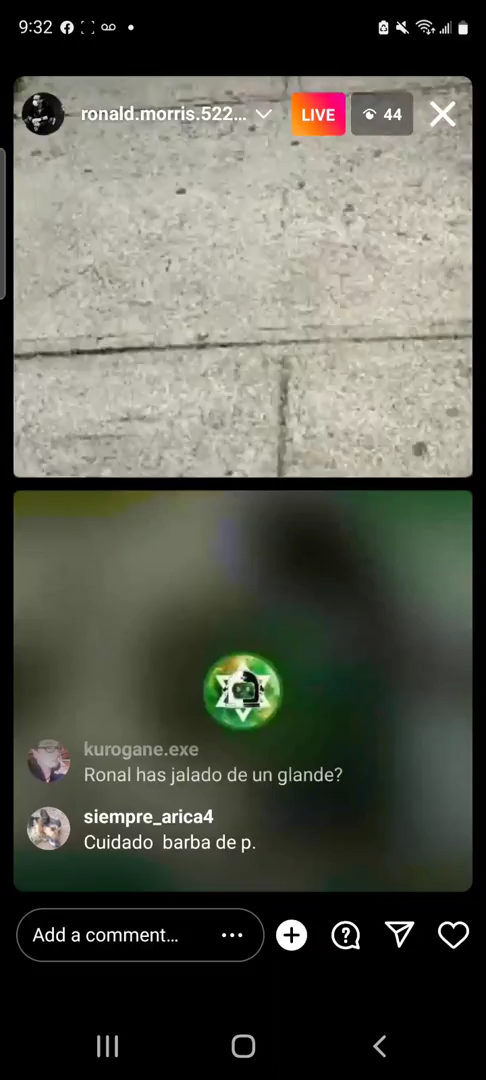 9:32
ronald.morris.522...
LIVE
44
kurogane.exe
Ronal has jalado de un glande?
siempre_arica4
Cuidado barba de p.
Add a comment...